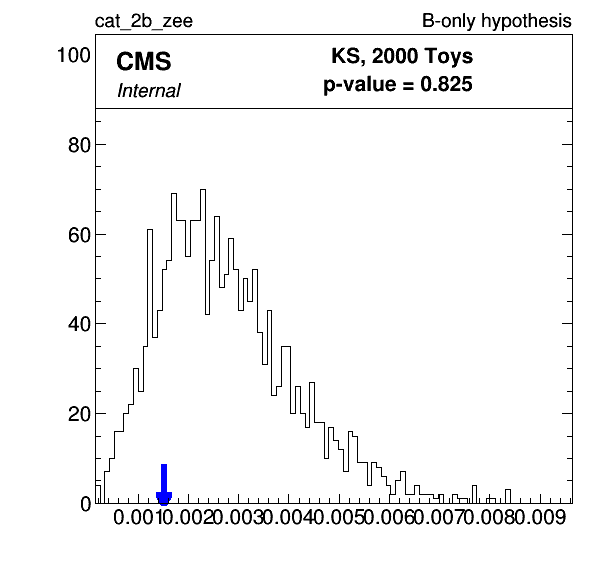 cat_2b_zee B-only hypothesis
100 CMS KS, 2000 Toys
Internal p-value = 0.825
80
60
40
20
0
0.001 0.002 0.003 0.004 0.005 0.006 0.007 0.008 0.009